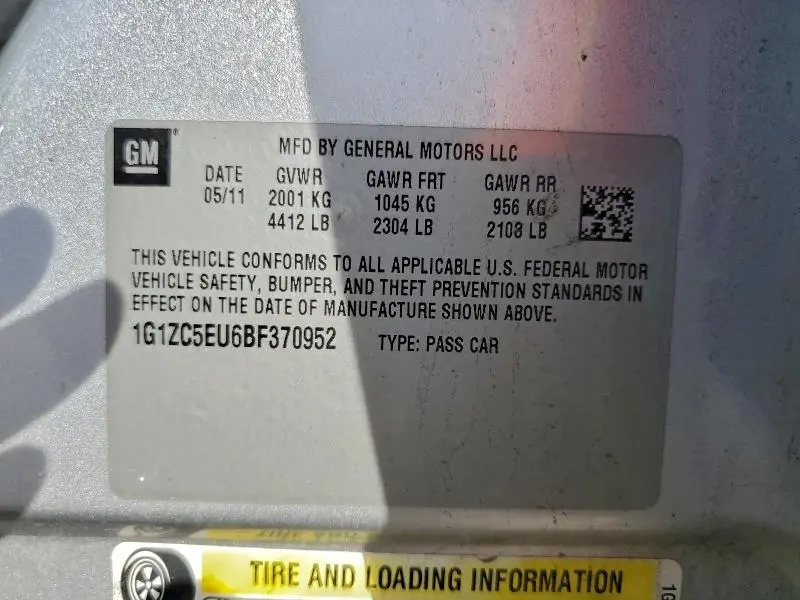 GM
MFD BY GENERAL MOTORS LLC
DATE GVWR GAWR FRT GAWR RR
05/11 2001 KG 1045 KG 956 KG
4412 LB 2304 LB 2108 LB
THIS VEHICLE CONFORMS TO ALL APPLICABLE U.S. FEDERAL MOTOR
VEHICLE SAFETY, BUMPER, AND THEFT PREVENTION STANDARDS IN
EFFECT ON THE DATE OF MANUFACTURE SHOWN ABOVE.
1G1ZC5EU6BF370952 TYPE: PASS CAR
TIRE AND LOADING INFORMATION
1G